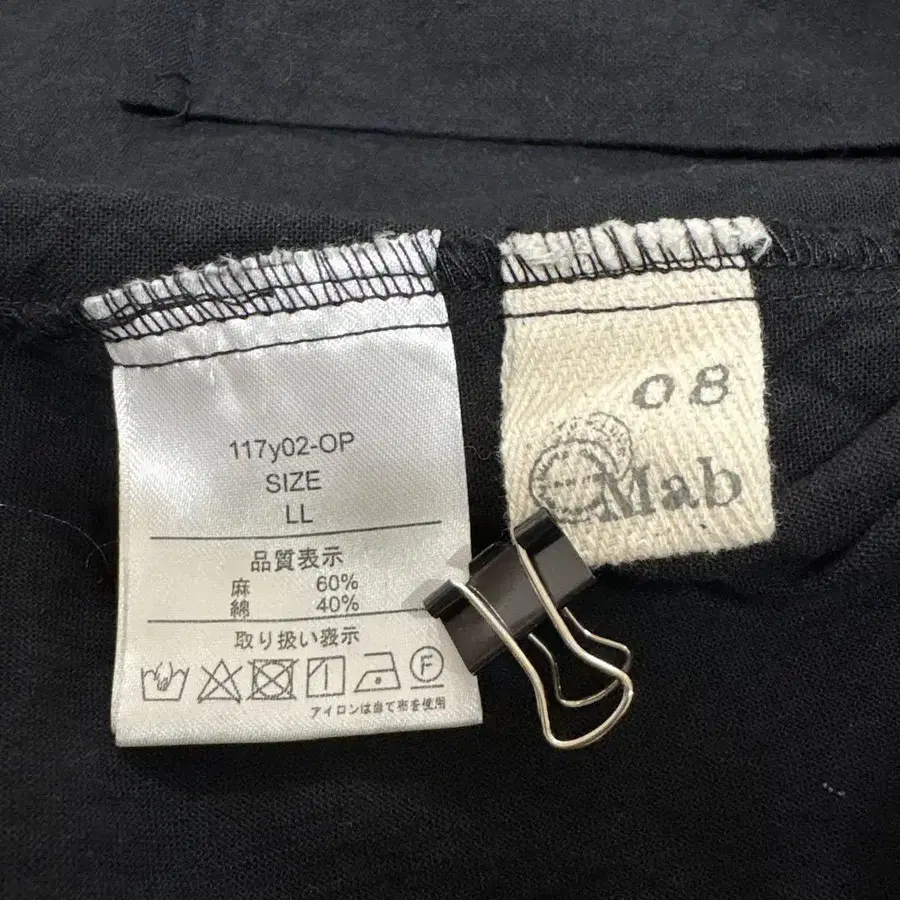 117y02-OP
SIZE
LL
品質表示
麻 60%
綿 40%
取り扱い表示
F
アイロンは当て布を使用
08
Mab